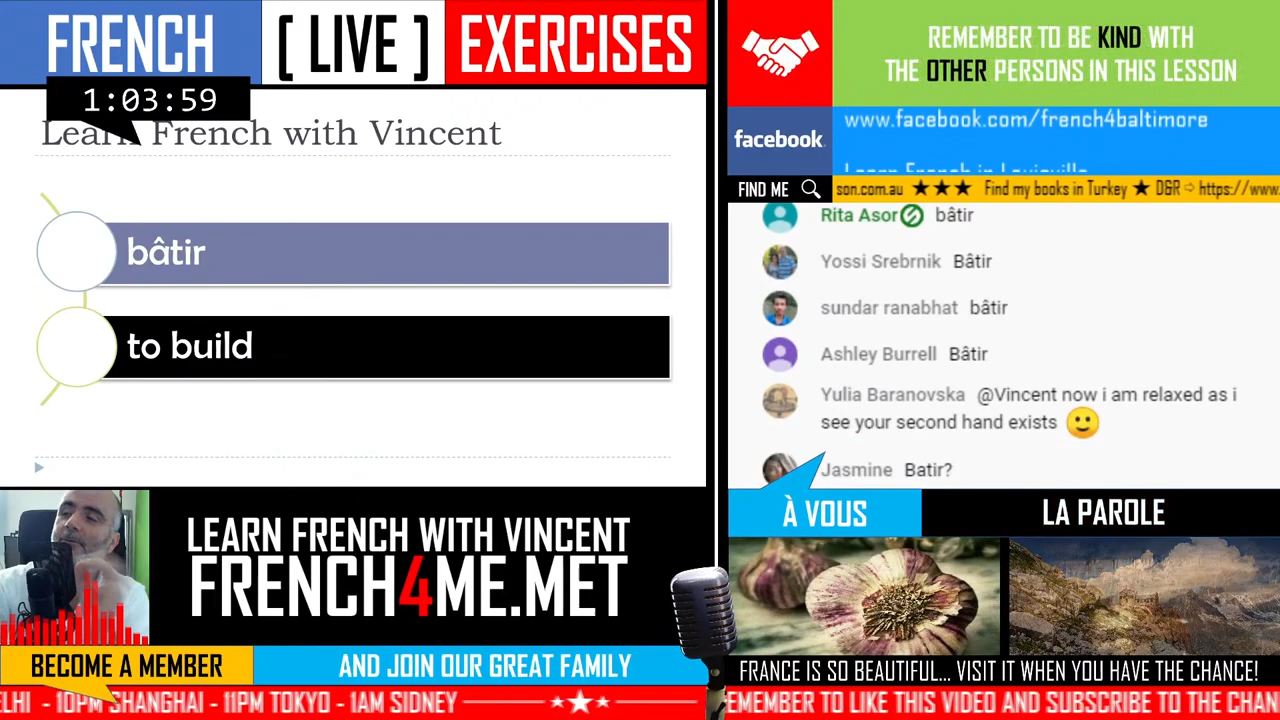 FRENCH
[ LIVE ]
EXERCISES
1:03:59
Learn French with Vincent
bâtir
to build
LEARN FRENCH WITH VINCENT
FRENCH4ME.MET
BECOME A MEMBER
AND JOIN OUR GREAT FAMILY
- 10PM SHANGHAI - 11PM TOKYO - 1AM SIDNEY
REMEMBER TO BE KIND WITH
THE OTHER PERSONS IN THIS LESSON
facebook
www.facebook.com/french4baltimore
Learn French in Louisville
FIND ME
son.com.au ★★★ Find my books in Turkey ★ D&R ⇨ https://www.
Rita Asor bâtir
Yossi Srebrnik Bâtir
sundar ranabhat bâtir
Ashley Burrell Bâtir
Yulia Baranovska @Vincent now i am relaxed as i
see your second hand exists 🙂
Jasmine Batir?
À VOUS
LA PAROLE
FRANCE IS SO BEAUTIFUL... VISIT IT WHEN YOU HAVE THE CHANCE!
EMEMBER TO LIKE THIS VIDEO AND SUBSCRIBE TO THE CHAN